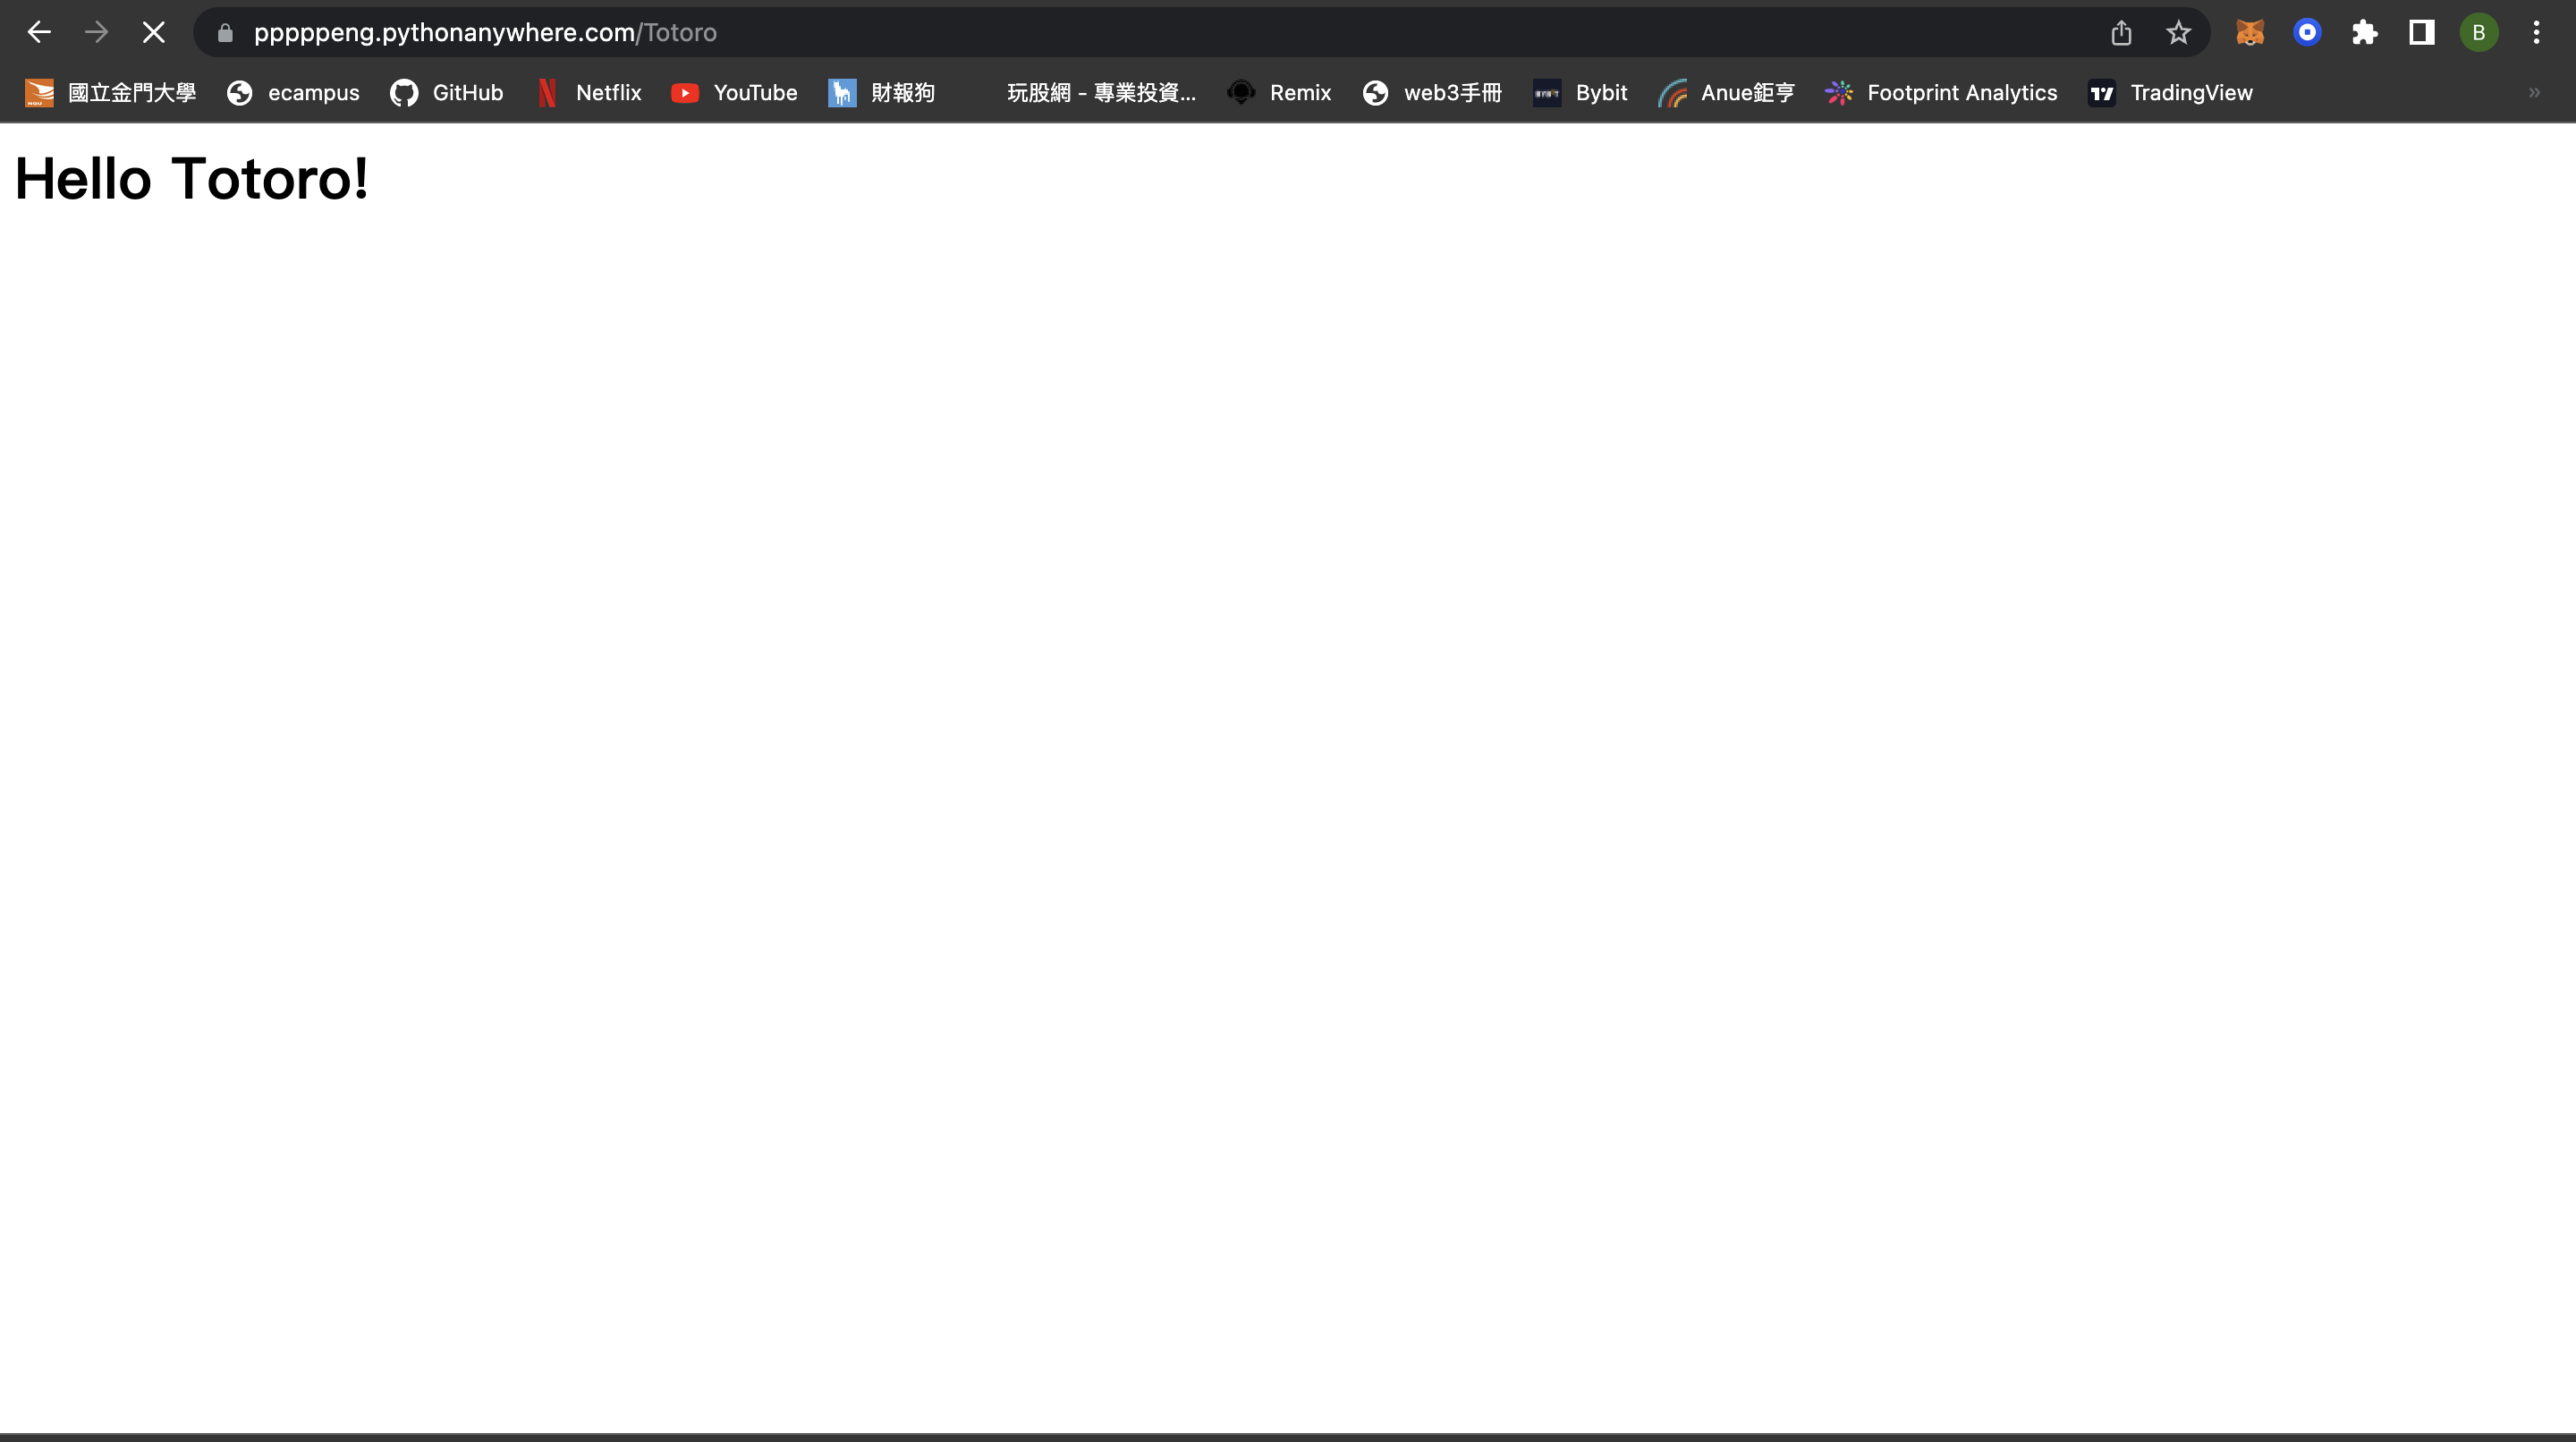 pppppeng.pythonanywhere.com/Totoro
B
國立金門大學 ecampus GitHub Netflix YouTube 財報狗 玩股網 - 專業投資... Remix web3手冊 Bybit Anue鉅亨 Footprint Analytics TradingView »
Hello Totoro!